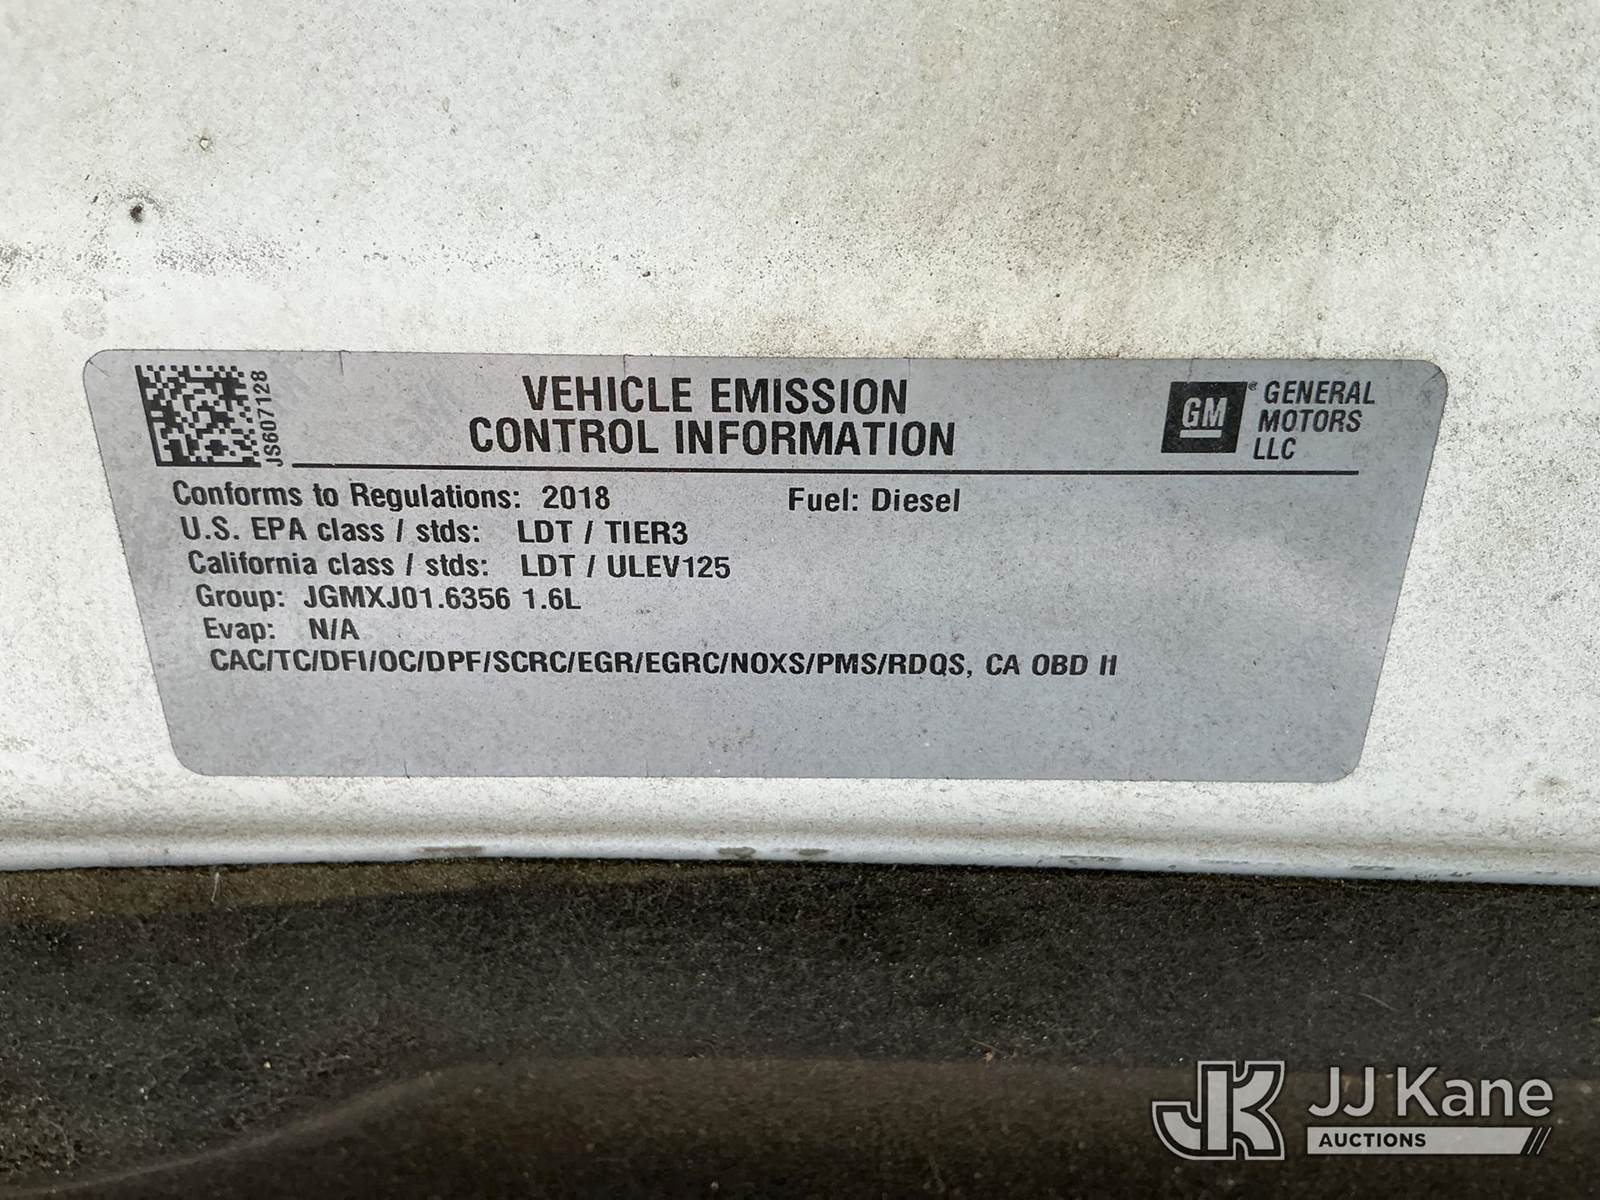 JS607128
VEHICLE EMISSION
CONTROL INFORMATION
GM ® GENERAL
MOTORS
LLC
Conforms to Regulations: 2018 Fuel: Diesel
U.S. EPA class / stds: LDT / TIER3
California class / stds: LDT / ULEV125
Group: JGMXJ01.6356 1.6L
Evap: N/A
CAC/TC/DFI/OC/DPF/SCRC/EGR/EGRC/NOXS/PMS/RDQS, CA OBD II
JK JJ Kane
AUCTIONS